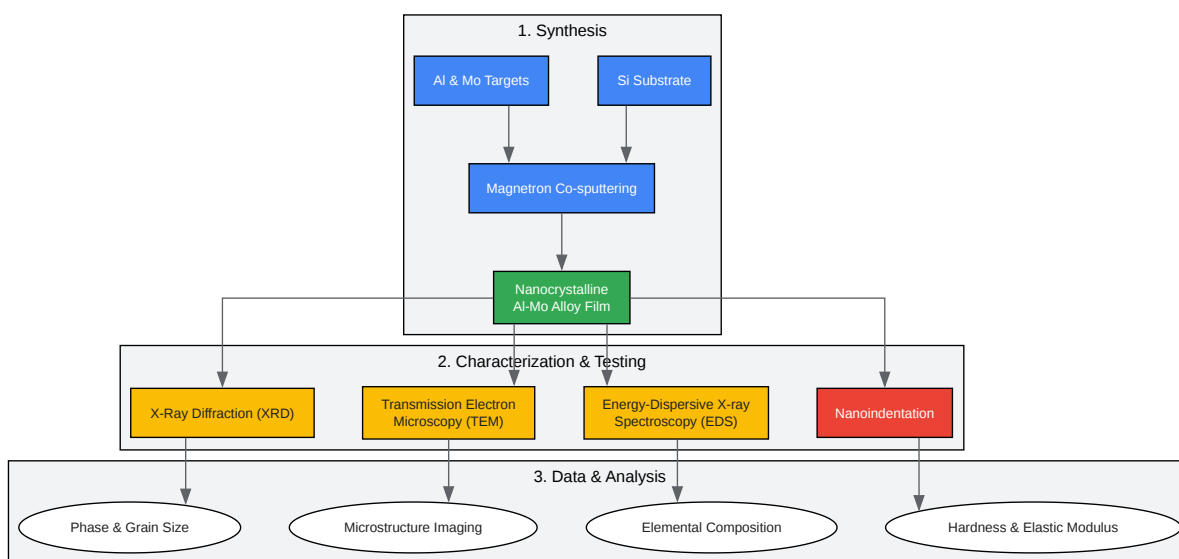 1. Synthesis
Al & Mo Targets
Si Substrate
Magnetron Co-sputtering
Nanocrystalline
Al-Mo Alloy Film
2. Characterization & Testing
X-Ray Diffraction (XRD)
Transmission Electron
Microscopy (TEM)
Energy-Dispersive X-ray
Spectroscopy (EDS)
Nanoindentation
3. Data & Analysis
Phase & Grain Size
Microstructure Imaging
Elemental Composition
Hardness & Elastic Modulus